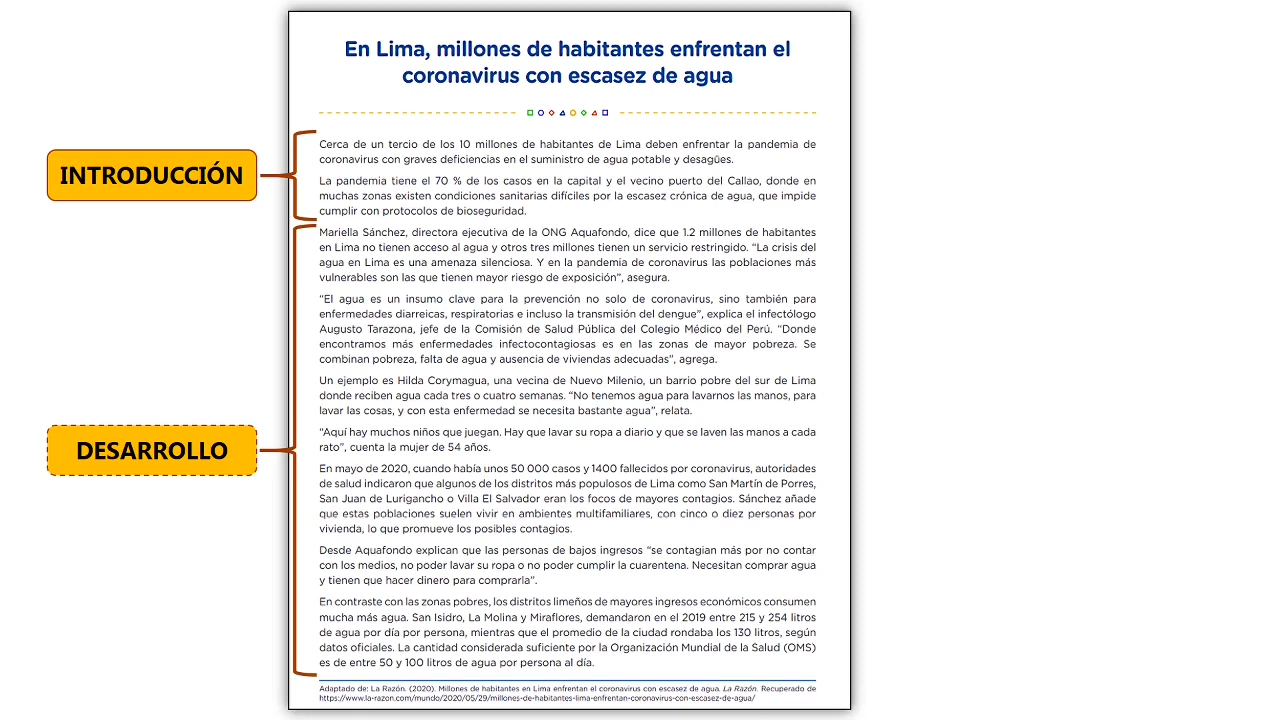 En Lima, millones de habitantes enfrentan el
coronavirus con escasez de agua
INTRODUCCIÓN
Cerca de un tercio de los 10 millones de habitantes de Lima deben enfrentar la pandemia de
coronavirus con graves deficiencias en el suministro de agua potable y desagües.
La pandemia tiene el 70 % de los casos en la capital y el vecino puerto del Callao, donde en
muchas zonas existen condiciones sanitarias difíciles por la escasez crónica de agua, que impide
cumplir con protocolos de bioseguridad.
DESARROLLO
Mariella Sánchez, directora ejecutiva de la ONG Aquafondo, dice que 1.2 millones de habitantes
en Lima no tienen acceso al agua y otros tres millones tienen un servicio restringido. “La crisis del
agua en Lima es una amenaza silenciosa. Y en la pandemia de coronavirus las poblaciones más
vulnerables son las que tienen mayor riesgo de exposición”, asegura.
“El agua es un insumo clave para la prevención no solo de coronavirus, sino también para
enfermedades diarreicas, respiratorias e incluso la transmisión del dengue”, explica el infectólogo
Augusto Tarazona, jefe de la Comisión de Salud Pública del Colegio Médico del Perú. “Donde
encontramos más enfermedades infectocontagiosas es en las zonas de mayor pobreza. Se
combinan pobreza, falta de agua y ausencia de viviendas adecuadas”, agrega.
Un ejemplo es Hilda Corymagua, una vecina de Nuevo Milenio, un barrio pobre del sur de Lima
donde reciben agua cada tres o cuatro semanas. “No tenemos agua para lavarnos las manos, para
lavar las cosas, y con esta enfermedad se necesita bastante agua”, relata.
“Aquí hay muchos niños que juegan. Hay que lavar su ropa a diario y que se laven las manos a cada
rato”, cuenta la mujer de 54 años.
En mayo de 2020, cuando había unos 50 000 casos y 1400 fallecidos por coronavirus, autoridades
de salud indicaron que algunos de los distritos más populosos de Lima como San Martín de Porres,
San Juan de Lurigancho o Villa El Salvador eran los focos de mayores contagios. Sánchez añade
que estas poblaciones suelen vivir en ambientes multifamiliares, con cinco o diez personas por
vivienda, lo que promueve los posibles contagios.
Desde Aquafondo explican que las personas de bajos ingresos “se contagian más por no contar
con los medios, no poder lavar su ropa o no poder cumplir la cuarentena. Necesitan comprar agua
y tienen que hacer dinero para comprarla”.
En contraste con las zonas pobres, los distritos limeños de mayores ingresos económicos consumen
mucha más agua. San Isidro, La Molina y Miraflores, demandaron en el 2019 entre 215 y 254 litros
de agua por día por persona, mientras que el promedio de la ciudad rondaba los 130 litros, según
datos oficiales. La cantidad considerada suficiente por la Organización Mundial de la Salud (OMS)
es de entre 50 y 100 litros de agua por persona al día.
Adaptado de: La Razón. (2020). Millones de habitantes en Lima enfrentan el coronavirus con escasez de agua. La Razón. Recuperado de
https://www.la-razon.com/mundo/2020/05/29/millones-de-habitantes-lima-enfrentan-coronavirus-con-escasez-de-agua/